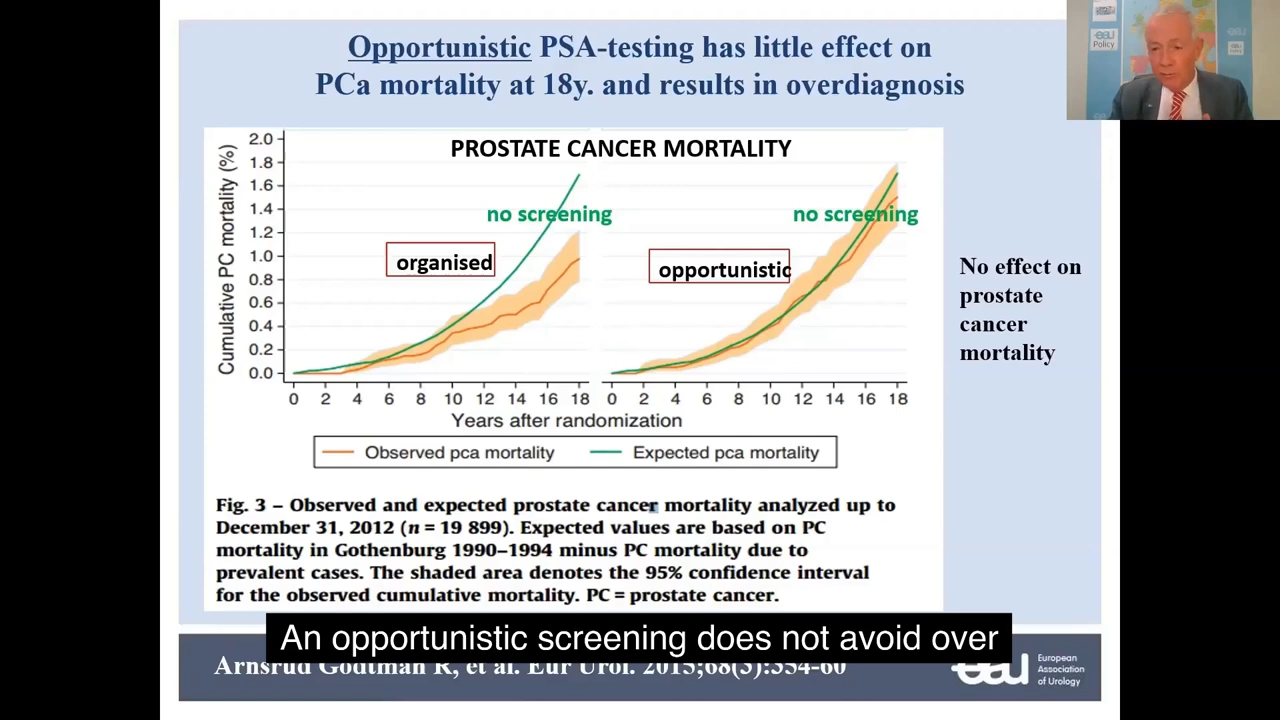 Opportunistic PSA-testing has little effect on
PCa mortality at 18y. and results in overdiagnosis
eau
Policy
eau
Cumulative PC mortality (%)
2.0
1.8
1.6
1.4
1.2
1.0
0.8
0.6
0.4
0.2
0.0
PROSTATE CANCER MORTALITY
no screening
no screening
organised
opportunistic
No effect on
prostate
cancer
mortality
0 2 4 6 8 10 12 14 16 18
0 2 4 6 8 10 12 14 16 18
Years after randomization
Observed pca mortality
Expected pca mortality
Fig. 3 – Observed and expected prostate cancer mortality analyzed up to
December 31, 2012 (n = 19 899). Expected values are based on PC
mortality in Gothenburg 1990–1994 minus PC mortality due to
prevalent cases. The shaded area denotes the 95% confidence interval
for the observed cumulative mortality. PC = prostate cancer.
An opportunistic screening does not avoid over
Arnsrud Godtman R, et al. Eur Urol. 2015;68(3):354-60
eau
European
Association
of Urology